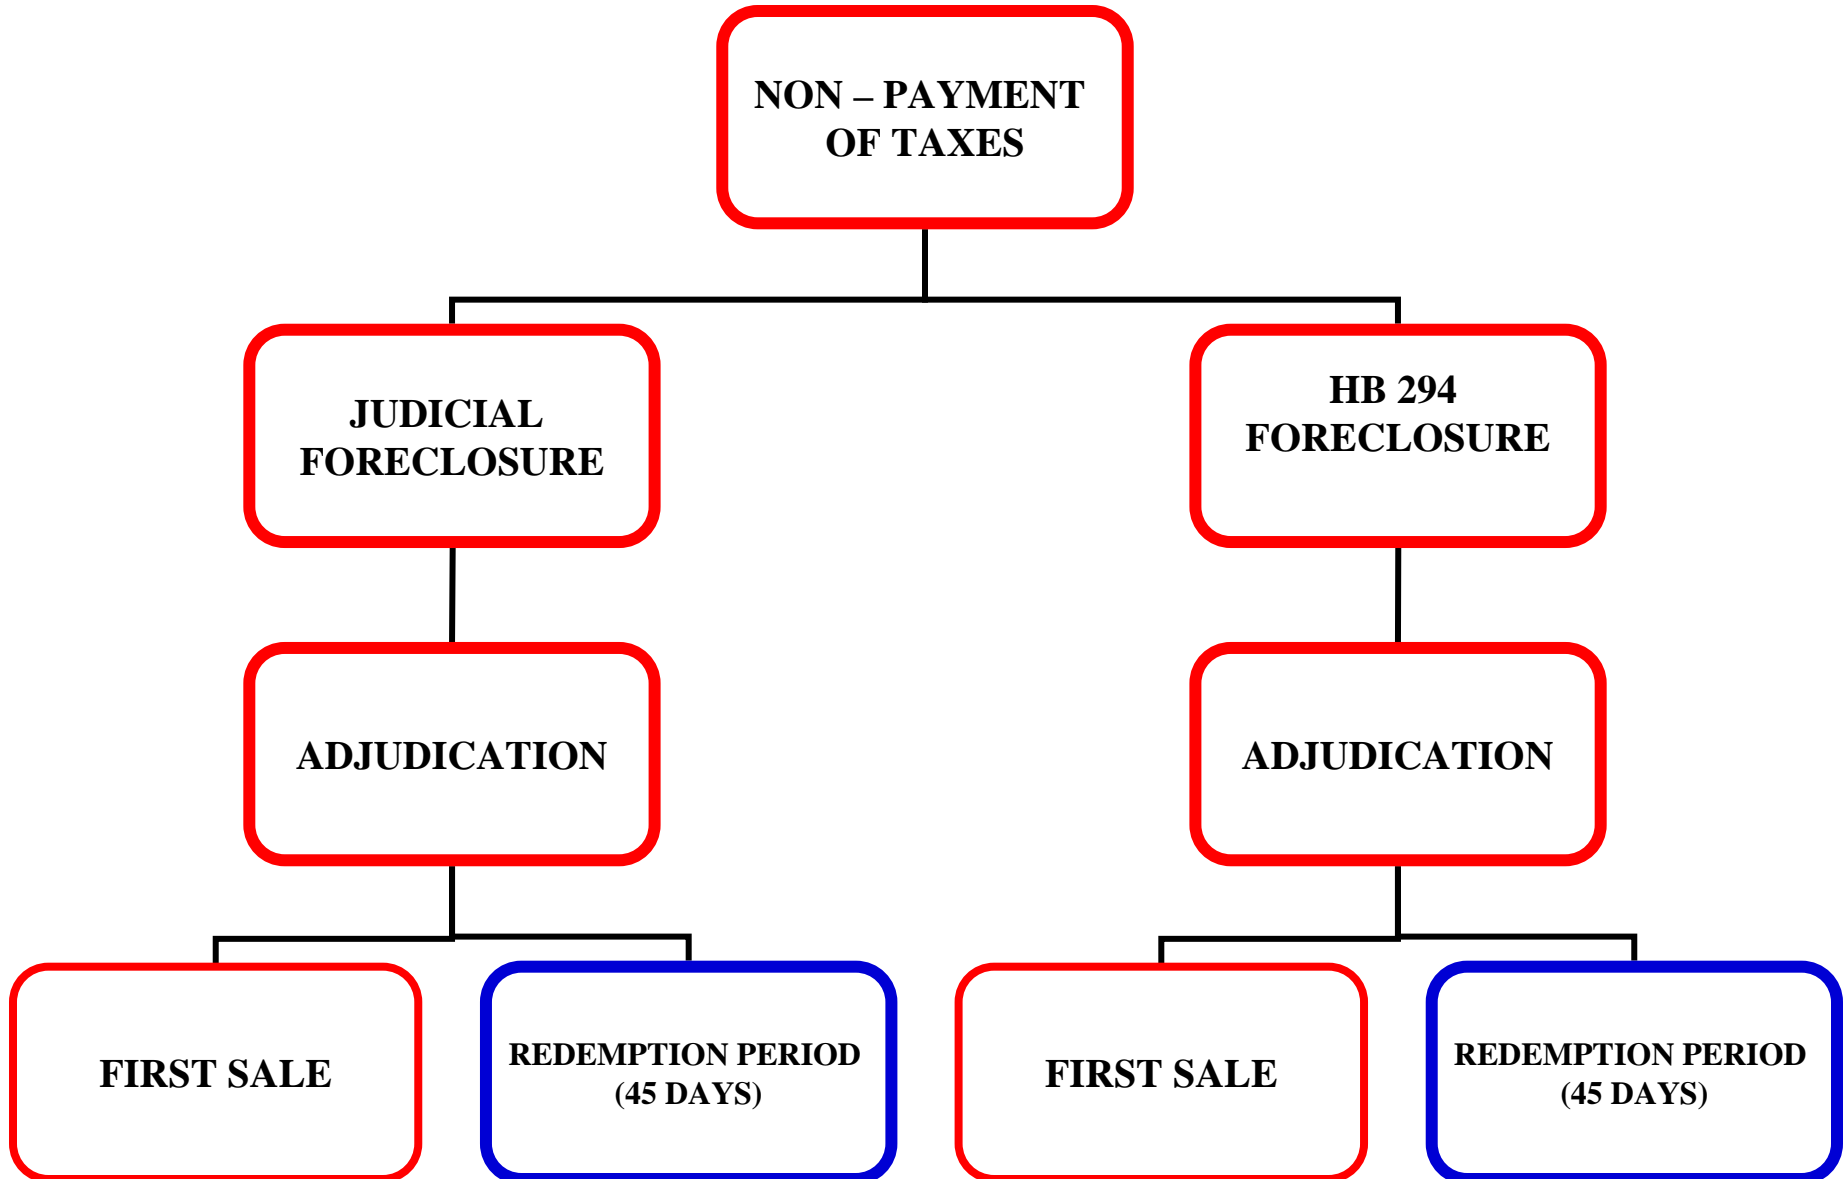 NON – PAYMENT
OF TAXES
JUDICIAL
FORECLOSURE
HB 294
FORECLOSURE
ADJUDICATION
ADJUDICATION
FIRST SALE
REDEMPTION PERIOD
(45 DAYS)
FIRST SALE
REDEMPTION PERIOD
(45 DAYS)